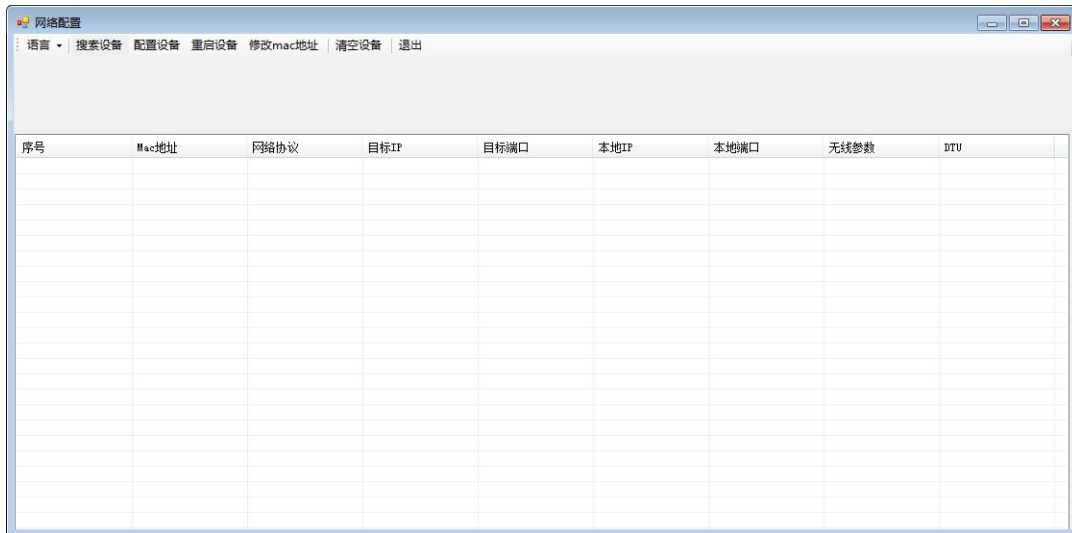 网络配置
语言 搜索设备 配置设备 重启设备 修改mac地址 清空设备 退出
序号 Mac地址 网络协议 目标IP 目标端口 本地IP 本地端口 无线参数 DTU